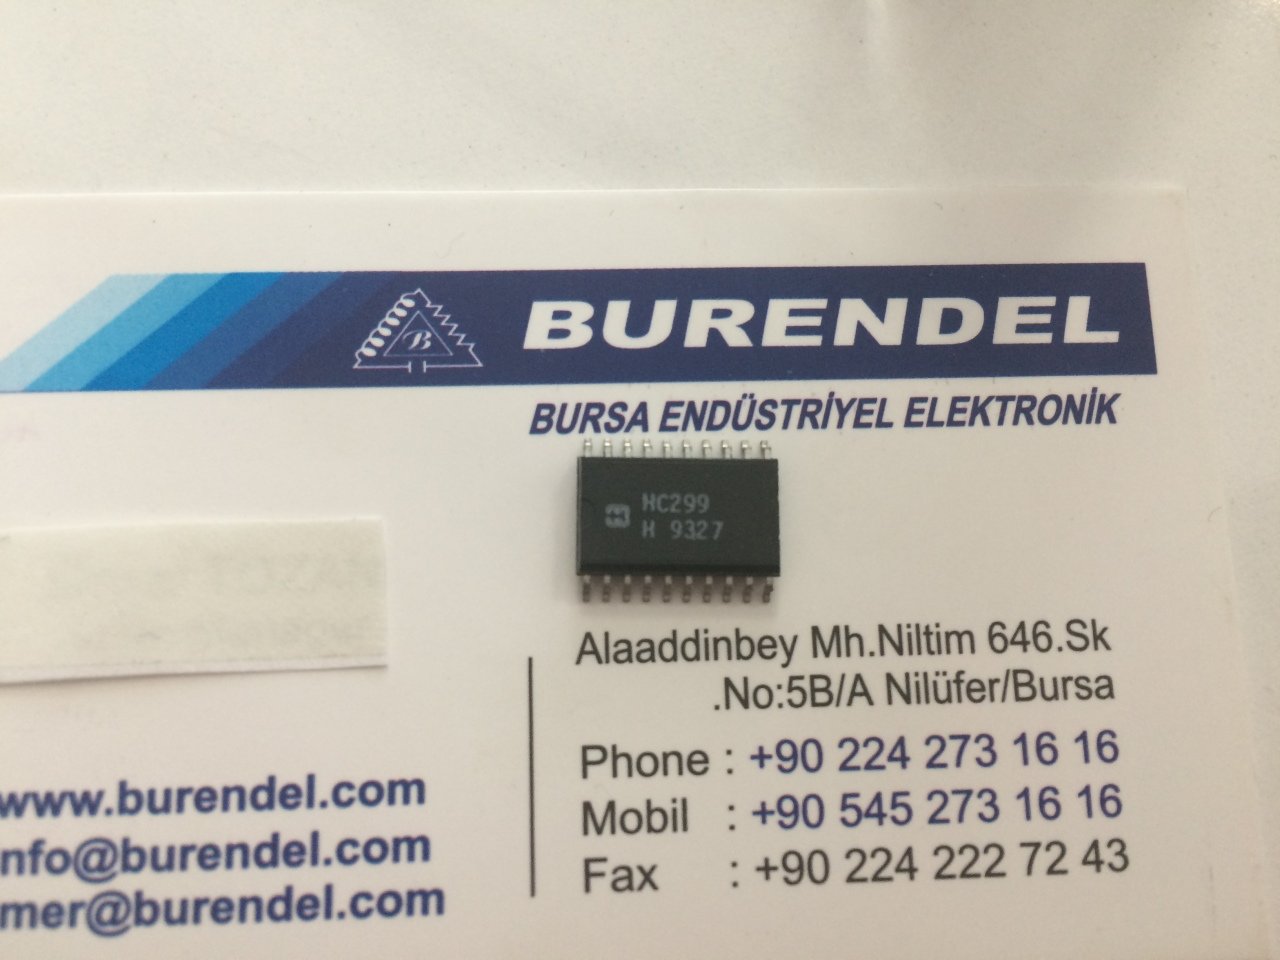 B
BURENDEL
BURSA ENDÜSTRİYEL ELEKTRONİK
HC299
H 9327
Alaaddinbey Mh.Niltim 646.Sk
.No:5B/A Nilüfer/Bursa
Phone : +90 224 273 16 16
Mobil : +90 545 273 16 16
Fax : +90 224 222 72 43
www.burendel.com
nfo@burendel.com
mer@burendel.com